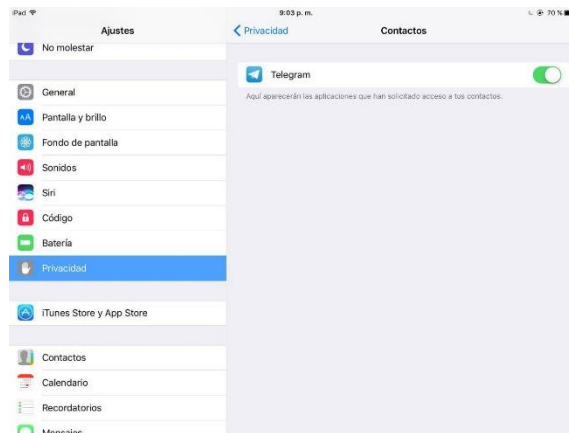 iPad
9:03 p. m.
70 %
Ajustes
Privacidad
Contactos
No molestar
General
AA Pantalla y brillo
Fondo de pantalla
Sonidos
Siri
Código
Batería
Privacidad
iTunes Store y App Store
Contactos
Calendario
Recordatorios
Mensajes
Telegram
Aquí aparecerán las aplicaciones que han solicitado acceso a tus contactos.